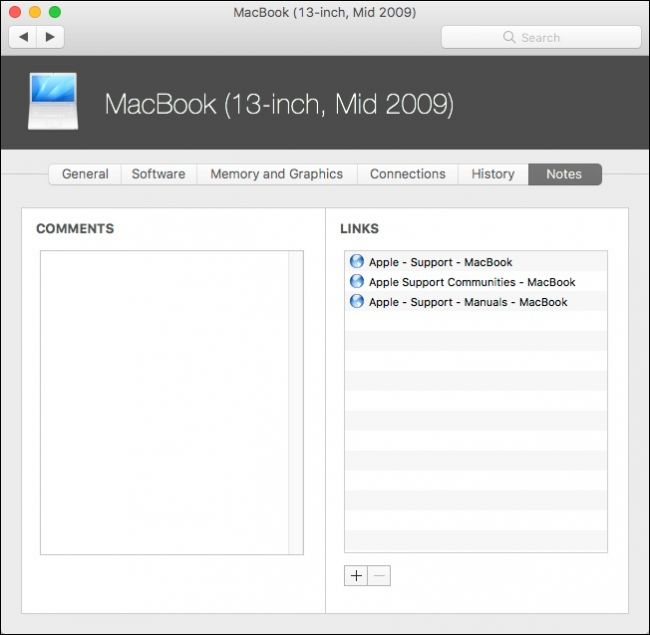 MacBook (13-inch, Mid 2009)
Search
MacBook (13-inch, Mid 2009)
General Software Memory and Graphics Connections History Notes
COMMENTS
LINKS
Apple - Support - MacBook
Apple Support Communities - MacBook
Apple - Support - Manuals - MacBook